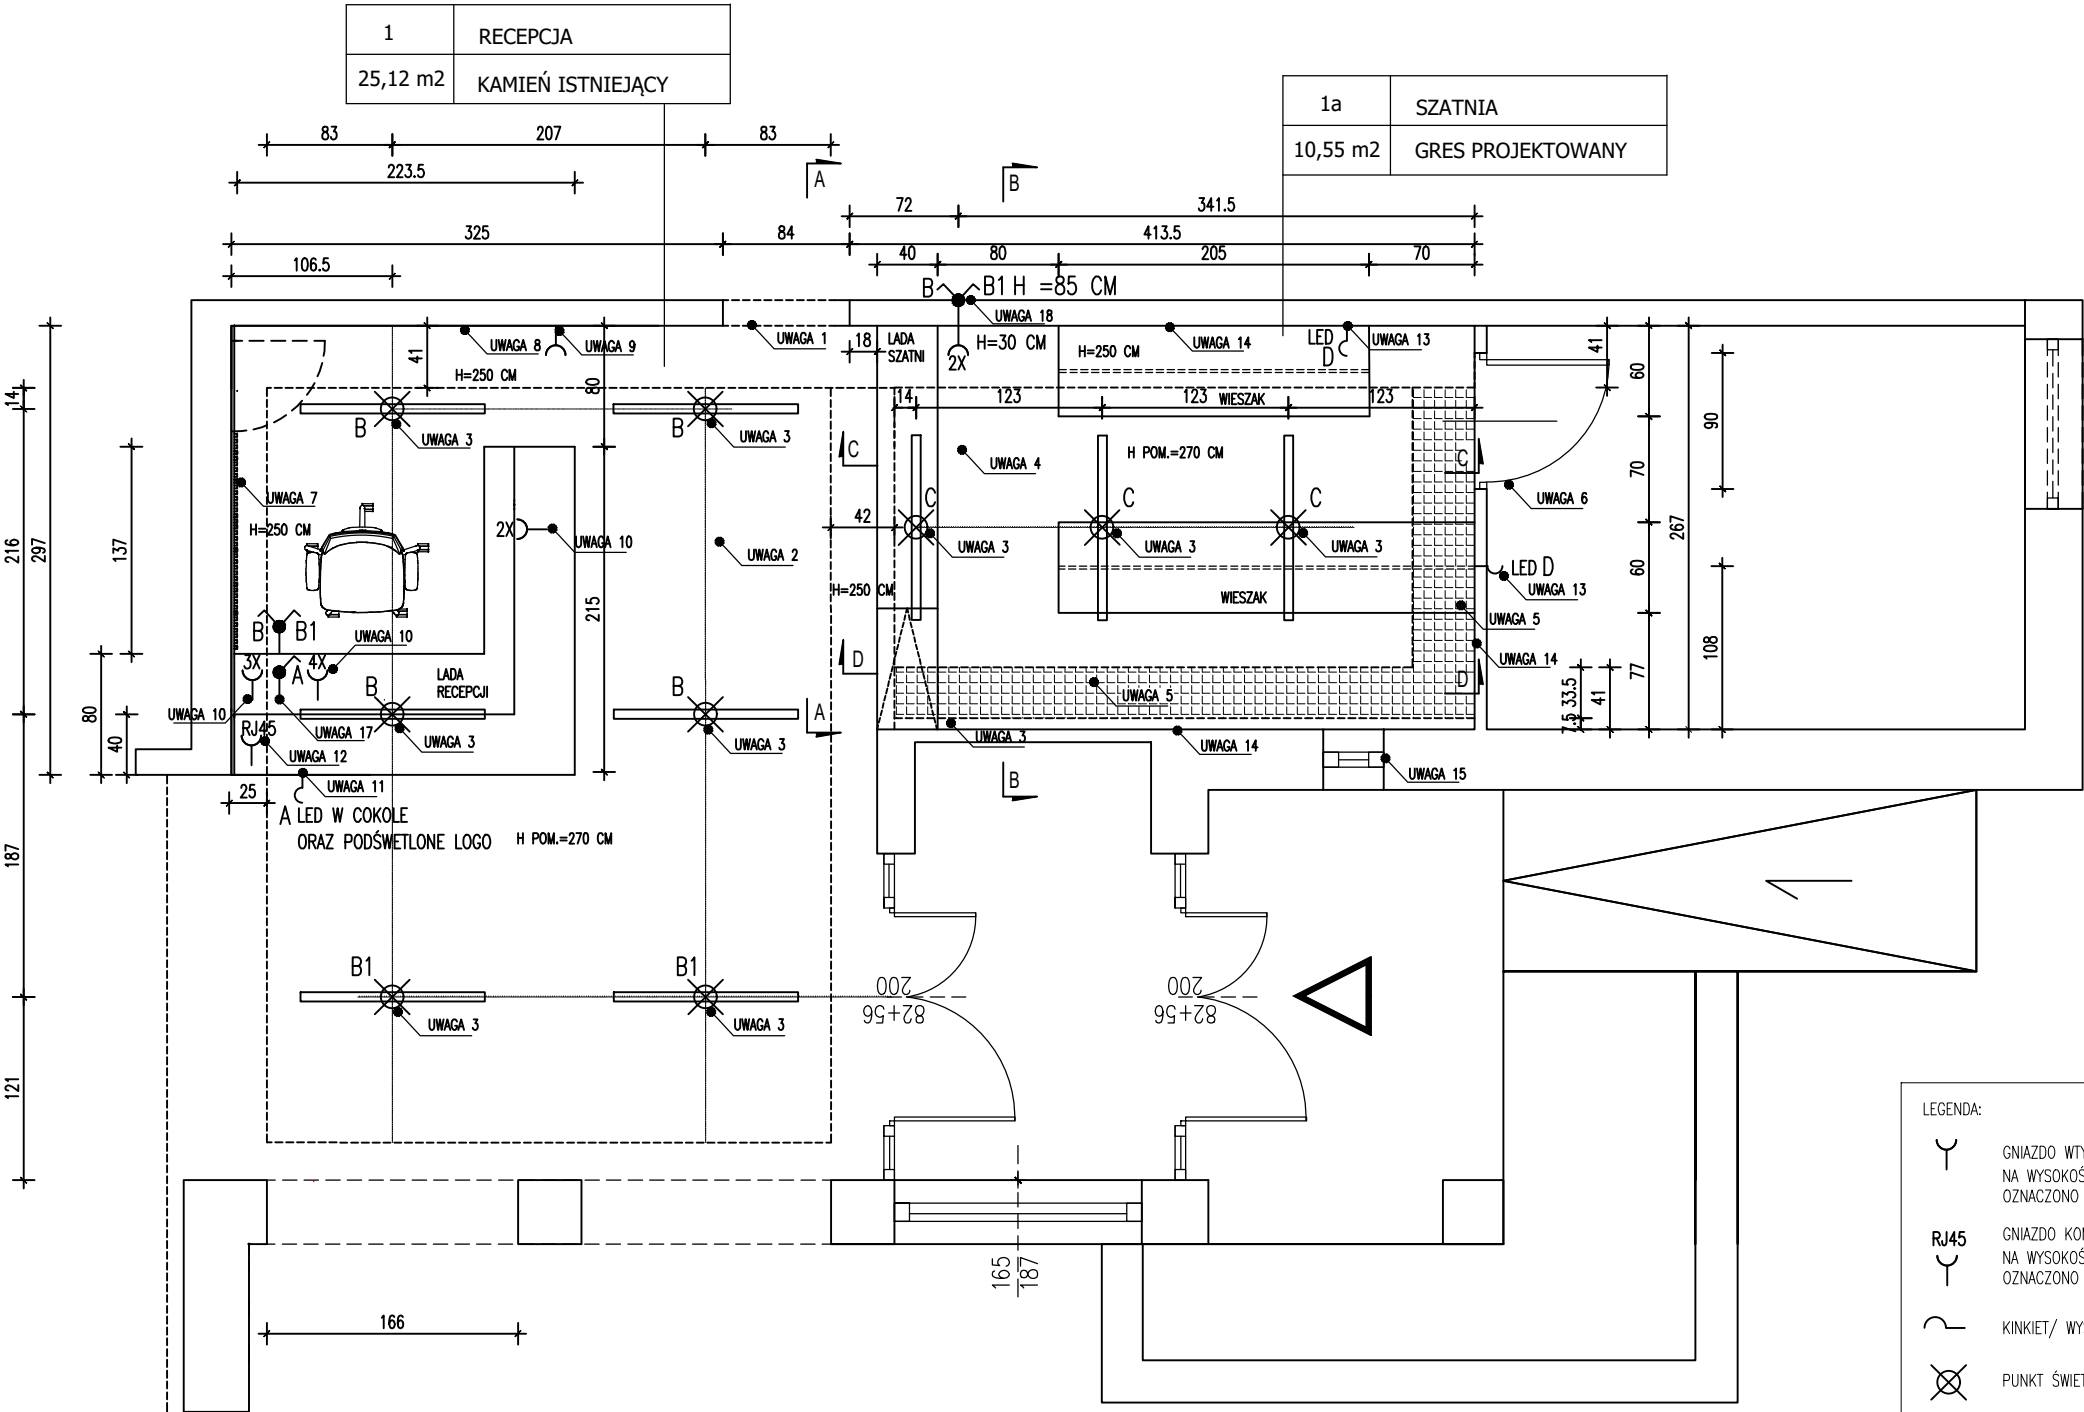 1 RECEPCJA
25,12 m2 KAMIEŃ ISTNIEJĄCY
1a SZATNIA
10,55 m2 GRES PROJEKTOWANY
83 207 83
223.5
A
B
72 341.5
325 84 413.5
106.5
40 80 205 70
B B1 H =85 CM
UWAGA 18
UWAGA 8
UWAGA 9
UWAGA 1
18
LADA
SZATNI
H=30 CM
2X
UWAGA 14
LED
D
UWAGA 13
H=250 CM
41
H=250 CM
80
41
60
14
14 123 123 123
WIESZAK
B
UWAGA 3
B
UWAGA 3
90
C
UWAGA 4
H POM.=270 CM
C
70
UWAGA 7
UWAGA 6
H=250 CM
42
C
C
C
2X
UWAGA 10
UWAGA 2
UWAGA 3
UWAGA 3
UWAGA 3
216
297
137
267
LED D
UWAGA 13
60
H=250 CM
215
WIESZAK
UWAGA 5
B B1
UWAGA 10
3X
A
4X
D
UWAGA 14
108
LADA
RECEPCJI
B
B
D
UWAGA 5
77
33.5
41
7.5
80
40
UWAGA 10
RJ45
UWAGA 17
UWAGA 3
UWAGA 3
A
UWAGA 3
UWAGA 14
UWAGA 12
UWAGA 11
B
UWAGA 15
25
A LED W COKOLE
ORAZ PODŚWETLONE LOGO
H POM.=270 CM
187
B1
B1
200
82+56
200
82+56
UWAGA 3
UWAGA 3
121
165
187
166
LEGENDA:
GNIAZDO
NA
OZNACZONO
RJ45
GNIAZDO
NA
OZNACZONO
KINKIET/
PUNKT